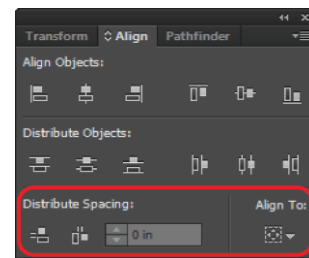 Transform Align Pathfinder
Align Objects:
Distribute Objects:
Distribute Spacing: Align To:
0 in